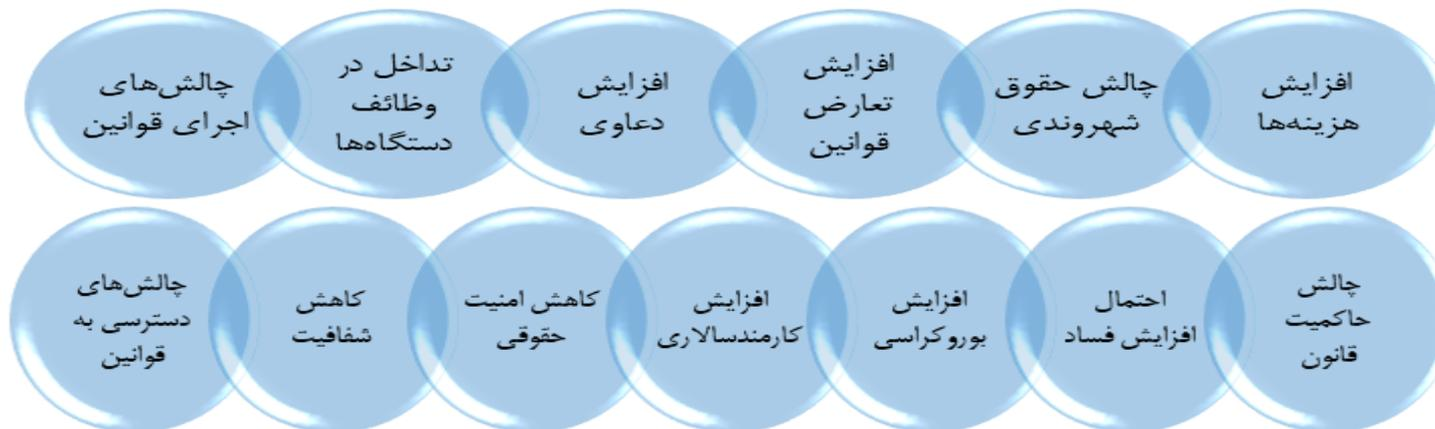 افزایش
هزینه‌ها
چالش حقوق
شهروندی
افزایش
تعارض
قوانین
افزایش
دعاوی
تداخل در
وظائف
دستگاه‌ها
چالش‌های
اجرای قوانین
چالش
حاکمیت
قانون
احتمال
افزایش فساد
افزایش
بوروکراسی
افزایش
کارمندسالاری
کاهش امنیت
حقوقی
کاهش
شفافیت
چالش‌های
دسترسی به
قوانین